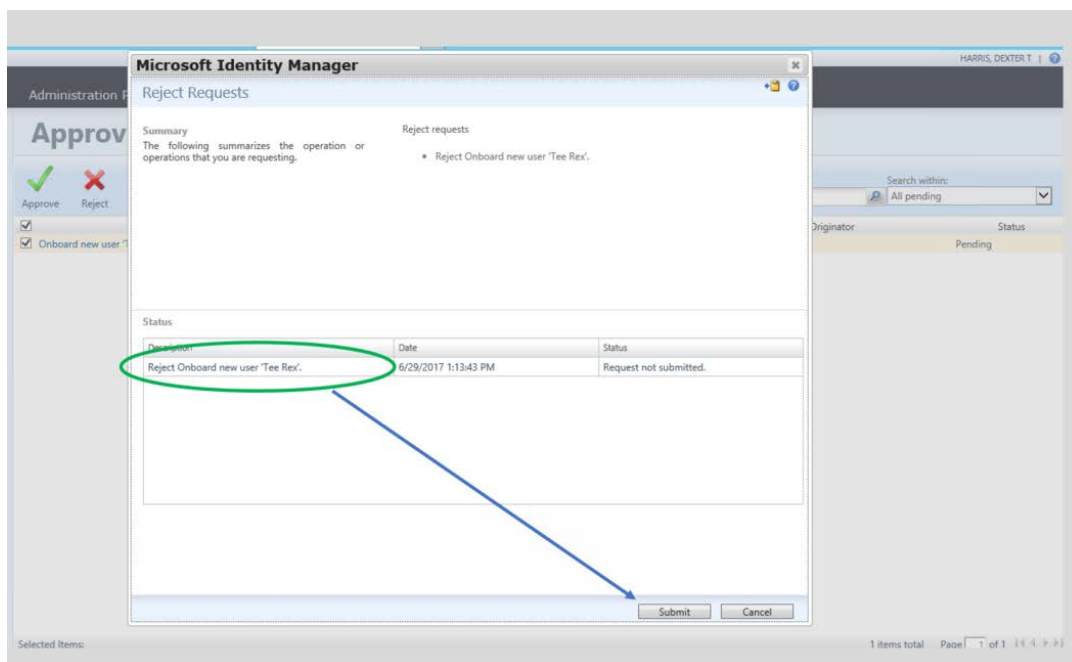 HARRIS, DEXTER T |
Microsoft Identity Manager
Administration
Reject Requests
Approv
Summary
The following summarizes the operation or
operations that you are requesting.
Reject requests
• Reject Onboard new user 'Tee Rex'.
Approve
Reject
Search within:
All pending
Originator
Status
Onboard new user
Pending
Status
Description
Date
Status
Reject Onboard new user 'Tee Rex'.
6/29/2017 1:13:43 PM
Request not submitted.
Submit
Cancel
Selected Items:
1 items total
Page 1 of 1